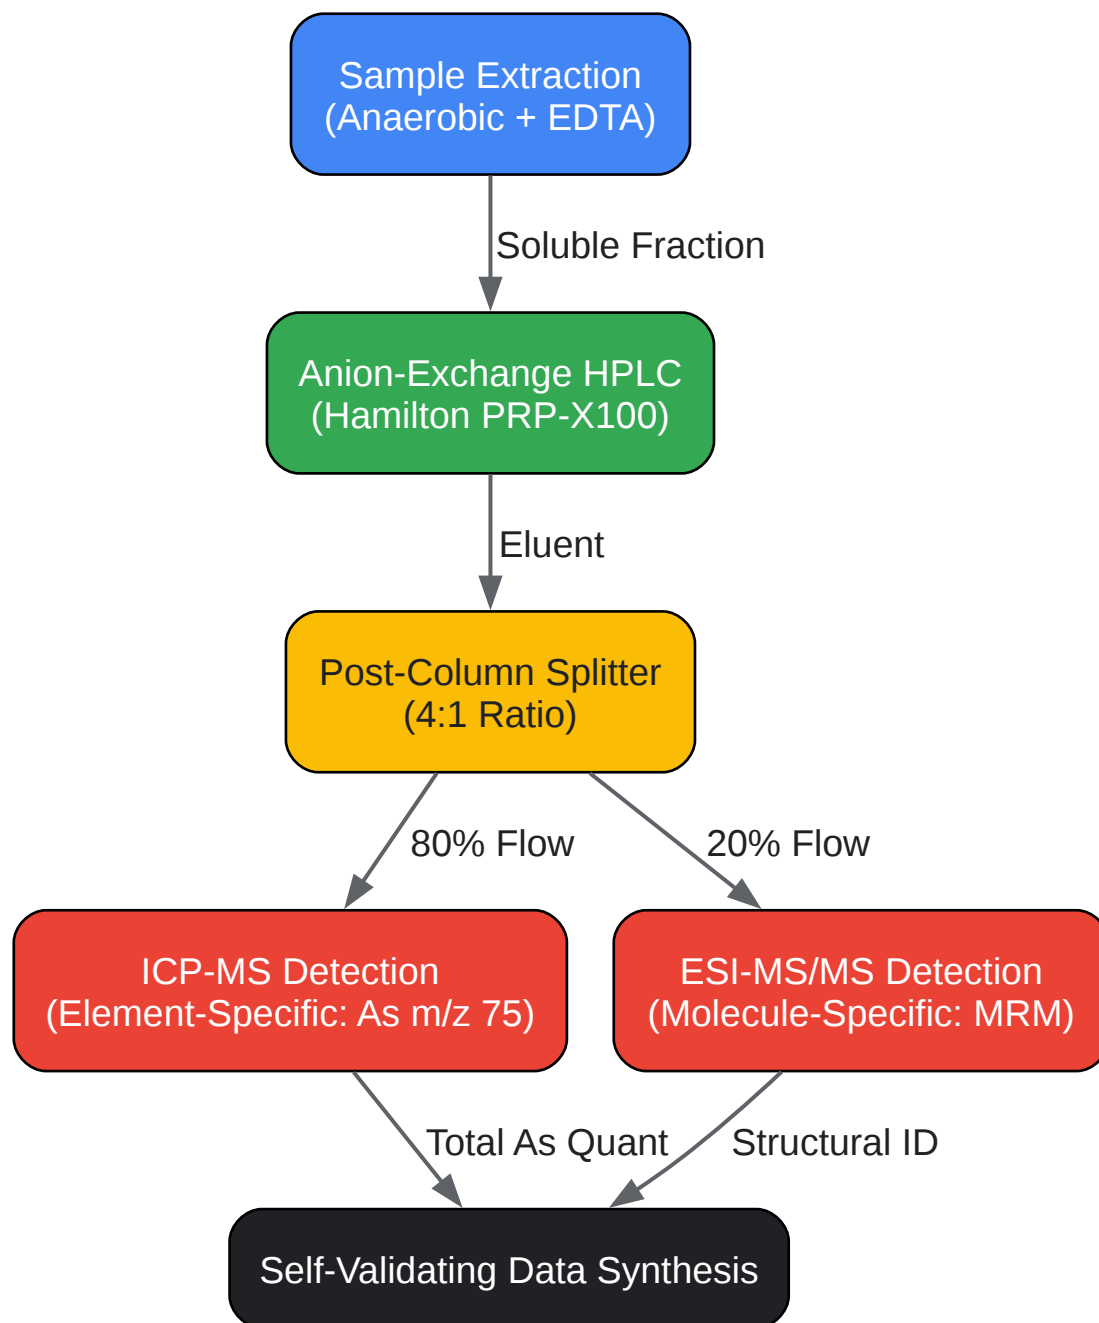 Sample Extraction
(Anaerobic + EDTA)
Soluble Fraction
Anion-Exchange HPLC
(Hamilton PRP-X100)
Eluent
Post-Column Splitter
(4:1 Ratio)
80% Flow
20% Flow
ICP-MS Detection
(Element-Specific: As m/z 75)
ESI-MS/MS Detection
(Molecule-Specific: MRM)
Total As Quant
Structural ID
Self-Validating Data Synthesis